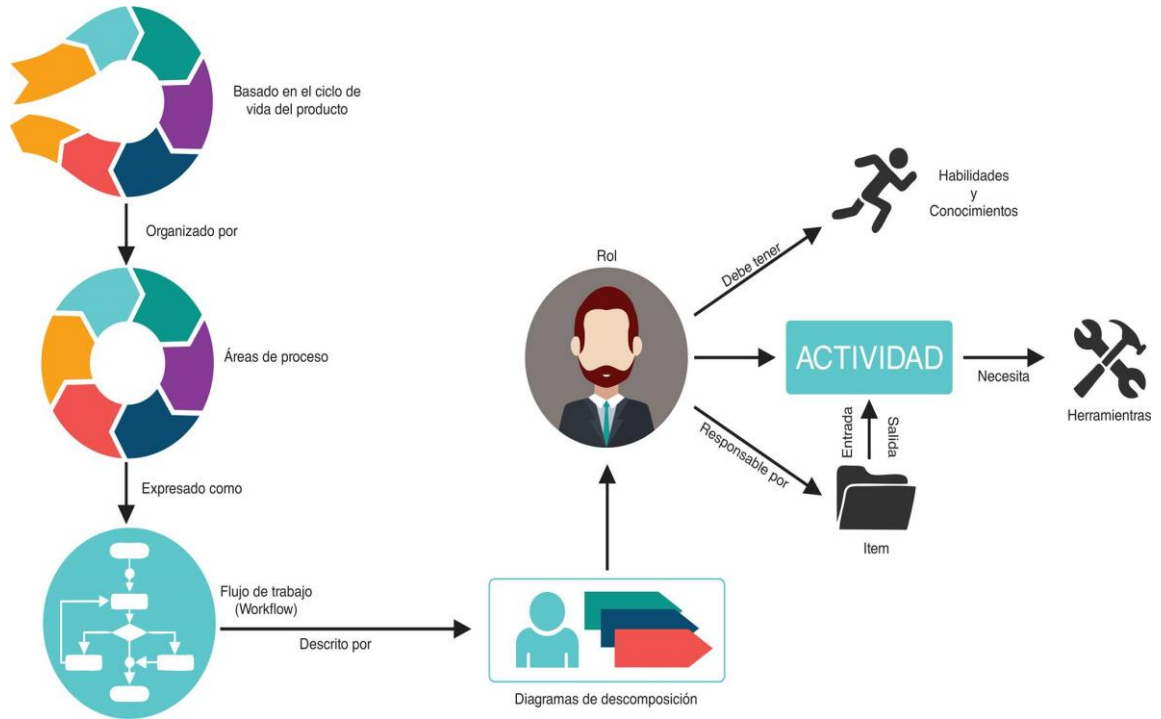 Basado en el ciclo de
vida del producto
Organizado por
Áreas de proceso
Expresado como
Flujo de trabajo
(Workflow)
Descrito por
Diagramas de descomposición
Rol
Debe tener
Habilidades
y
Conocimientos
ACTIVIDAD
Necesita
Herramientras
Responsable por
Entrada
Salida
Item